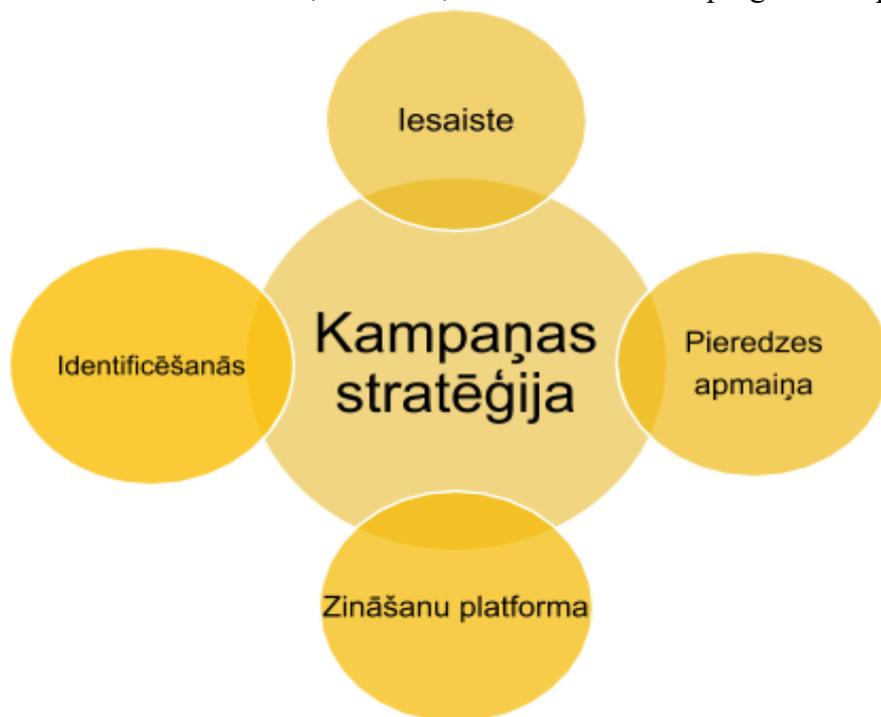 Iesaiste
Identificēšanās
Kampaņas
stratēģija
Pieredzes
apmaiņa
Zināšanu platforma